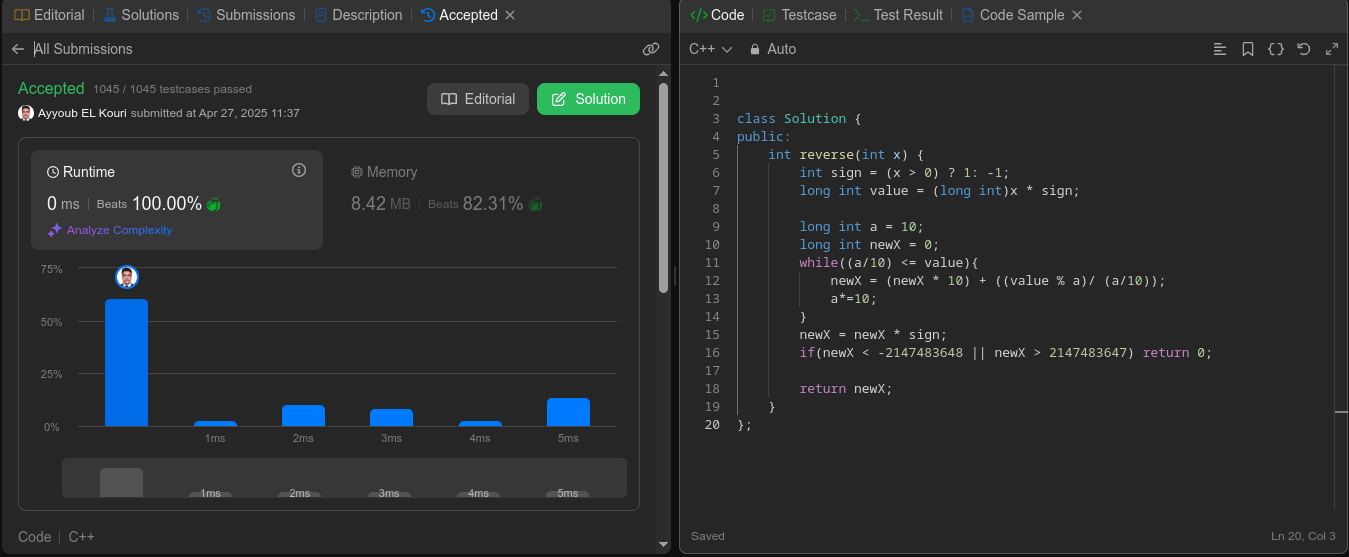 Editorial Solutions Submissions Description Accepted
All Submissions
Accepted 1045 / 1045 testcases passed
Ayyoub EL Kouri submitted at Apr 27, 2025 11:37
Editorial Solution
Runtime
0 ms Beats 100.00%
Analyze Complexity
Memory
8.42 MB Beats 82.31%
75%
50%
25%
0%
1ms 2ms 3ms 4ms 5ms
1ms 2ms 3ms 4ms 5ms
Code C++
</> Code Testcase >_ Test Result Code Sample
C++ Auto
1
2
3 class Solution {
4 public:
5 int reverse(int x) {
6 int sign = (x > 0) ? 1: -1;
7 long int value = (long int)x * sign;
8
9 long int a = 10;
10 long int newX = 0;
11 while((a/10) <= value){
12 newX = (newX * 10) + ((value % a)/ (a/10));
13 a*=10;
14 }
15 newX = newX * sign;
16 if(newX < -2147483648 || newX > 2147483647) return 0;
17
18 return newX;
19 }
20 };
Saved Ln 20, Col 3